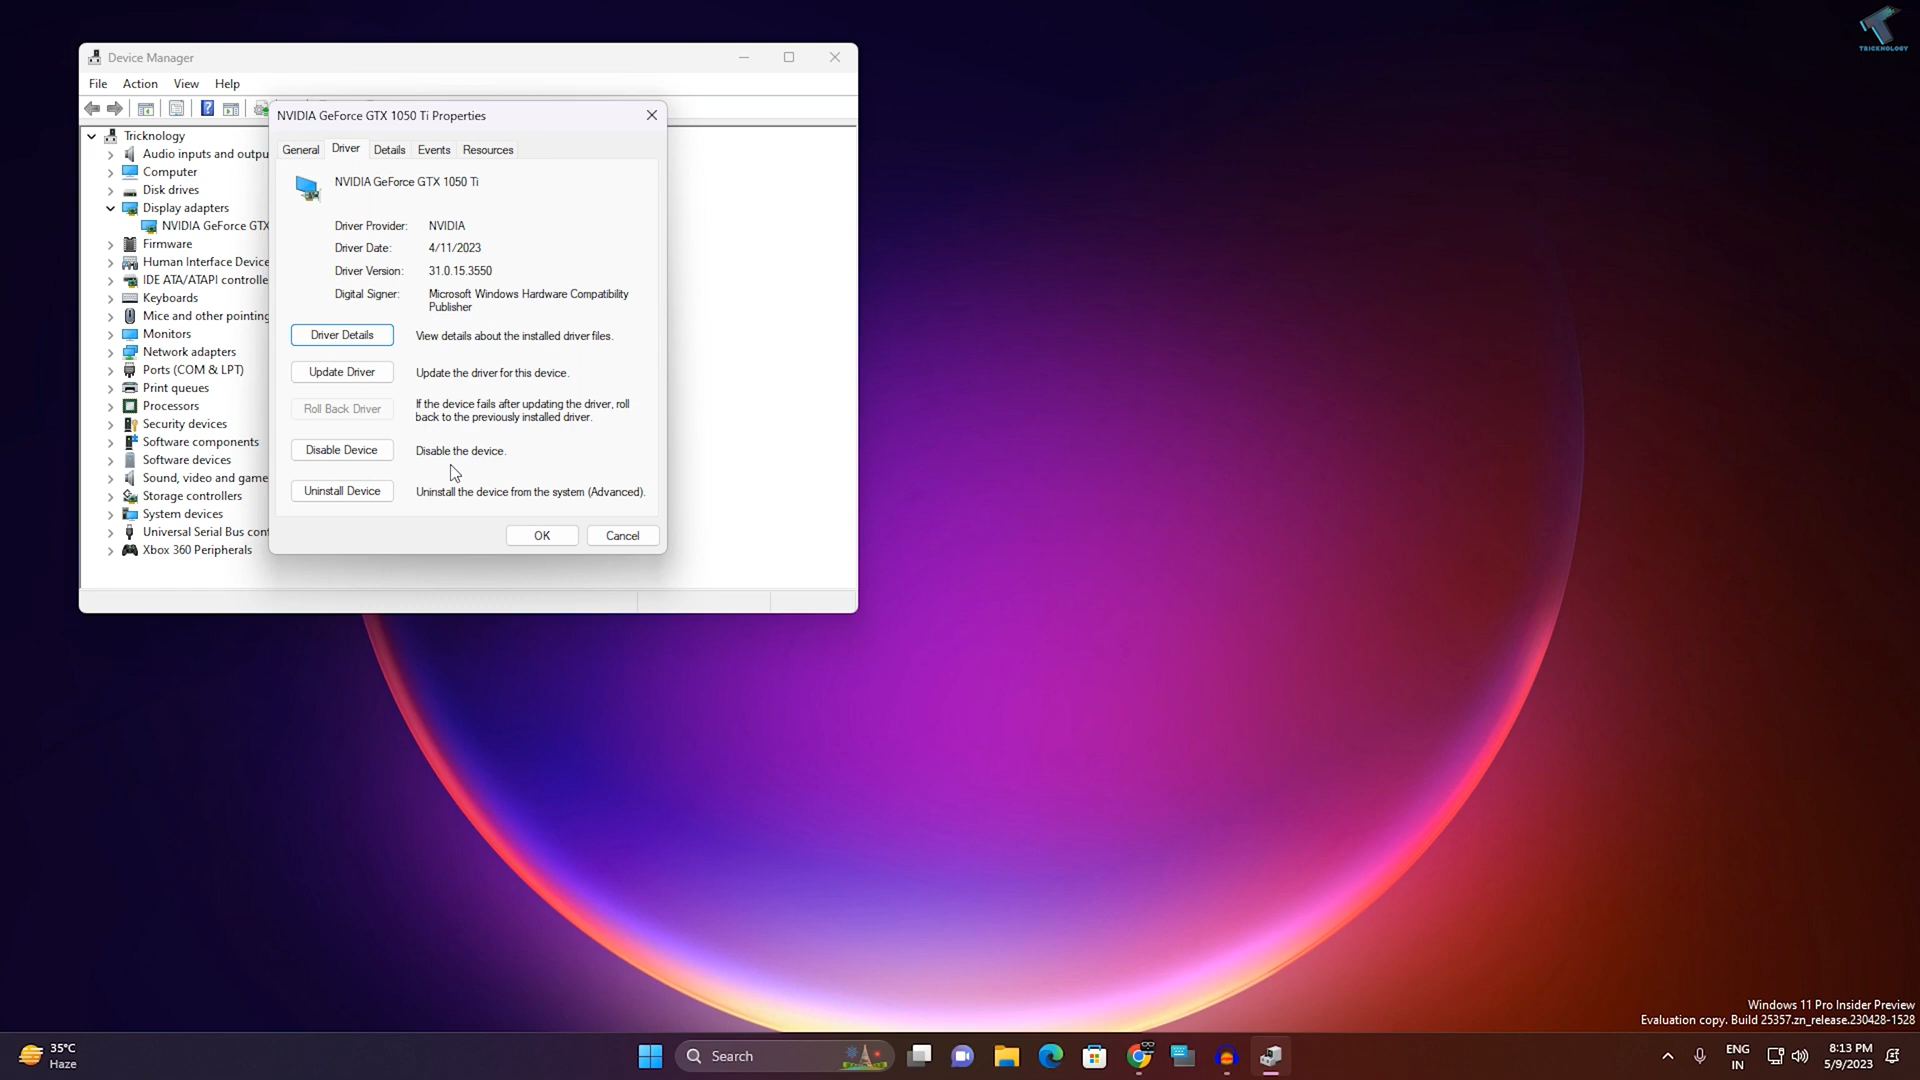 TRICKNOLOGY
Device Manager
File Action View Help
NVIDIA GeForce GTX 1050 Ti Properties
Tricknology
Audio inputs and outpu
Computer
Disk drives
Display adapters
NVIDIA GeForce GTX
Firmware
Human Interface Device
IDE ATA/ATAPI controlle
Keyboards
Mice and other pointing
Monitors
Network adapters
Ports (COM & LPT)
Print queues
Processors
Security devices
Software components
Software devices
Sound, video and game
Storage controllers
System devices
Universal Serial Bus con
Xbox 360 Peripherals
General Driver Details Events Resources
NVIDIA GeForce GTX 1050 Ti
Driver Provider: NVIDIA
Driver Date: 4/11/2023
Driver Version: 31.0.15.3550
Digital Signer: Microsoft Windows Hardware Compatibility
Publisher
Driver Details View details about the installed driver files.
Update Driver Update the driver for this device.
Roll Back Driver If the device fails after updating the driver, roll
back to the previously installed driver.
Disable Device Disable the device.
Uninstall Device Uninstall the device from the system (Advanced).
OK Cancel
Windows 11 Pro Insider Preview
Evaluation copy. Build 25357.zn_release.230428-1528
35°C
Haze
Search
ENG
IN
8:13 PM
5/9/2023